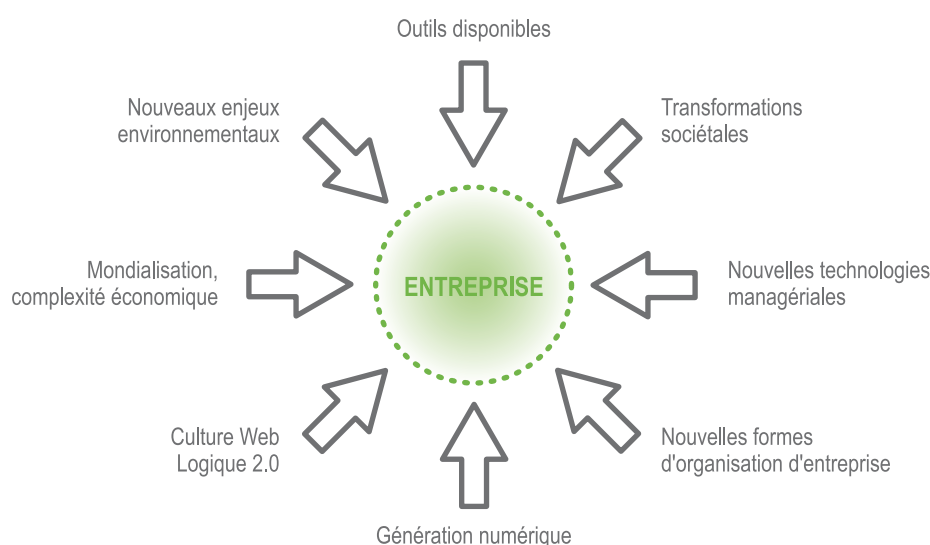 Outils disponibles
Nouveaux enjeux
environnementaux
Transformations
sociétales
Mondialisation,
complexité économique
ENTREPRISE
Nouvelles technologies
managériales
Culture Web
Logique 2.0
Nouvelles formes
d'organisation d'entreprise
Génération numérique